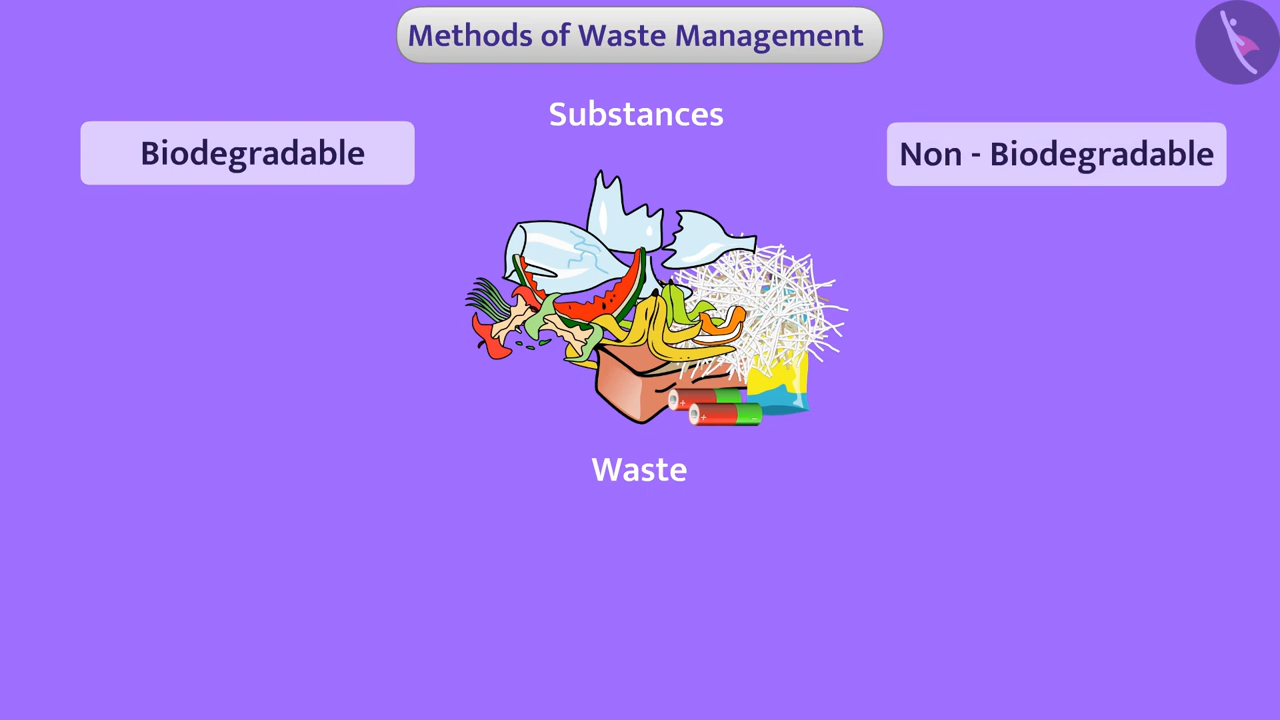 Methods of Waste Management
Substances
Biodegradable
Non - Biodegradable
Waste